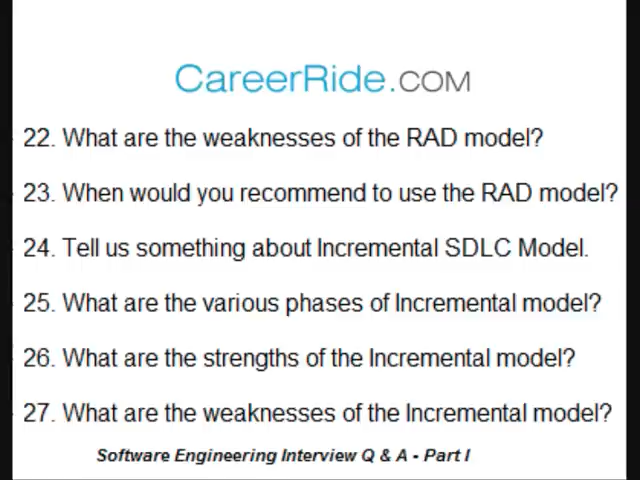 CareerRide.COM
22. What are the weaknesses of the RAD model?
23. When would you recommend to use the RAD model?
24. Tell us something about Incremental SDLC Model.
25. What are the various phases of Incremental model?
26. What are the strengths of the Incremental model?
27. What are the weaknesses of the Incremental model?
Software Engineering Interview Q & A - Part I